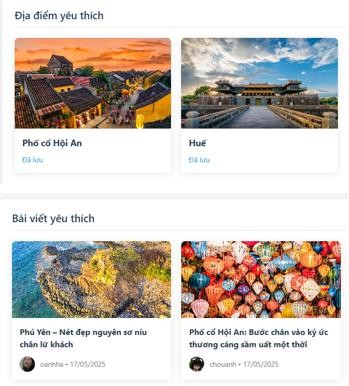 Địa điểm yêu thích
Phố cổ Hội An
Đã lưu
Huế
Đã lưu
Bài viết yêu thích
Phú Yên – Nét đẹp nguyên sơ níu
chân lữ khách
oanhha • 17/05/2025
Phố cổ Hội An: Bước chân vào ký ức
thương cảng sầm uất một thời
chouanh • 17/05/2025